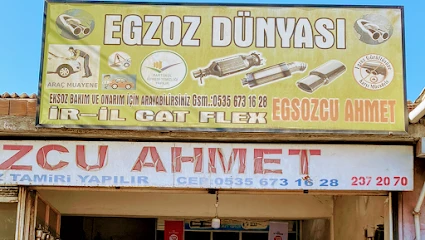 EGZOZ DÜNYASI
ARAÇ MUAYENE
EKSOZ BAKIM VE ONARIM İÇİN ARAYABİLİRSİNİZ Gsm.:0535 673 16 28
EGSOZCU AHMET
İR-İL CAT FLEX
ZCU AHMET
Z TAMİRİ YAPILIR CEP:0535 673 16 28 237 20 70